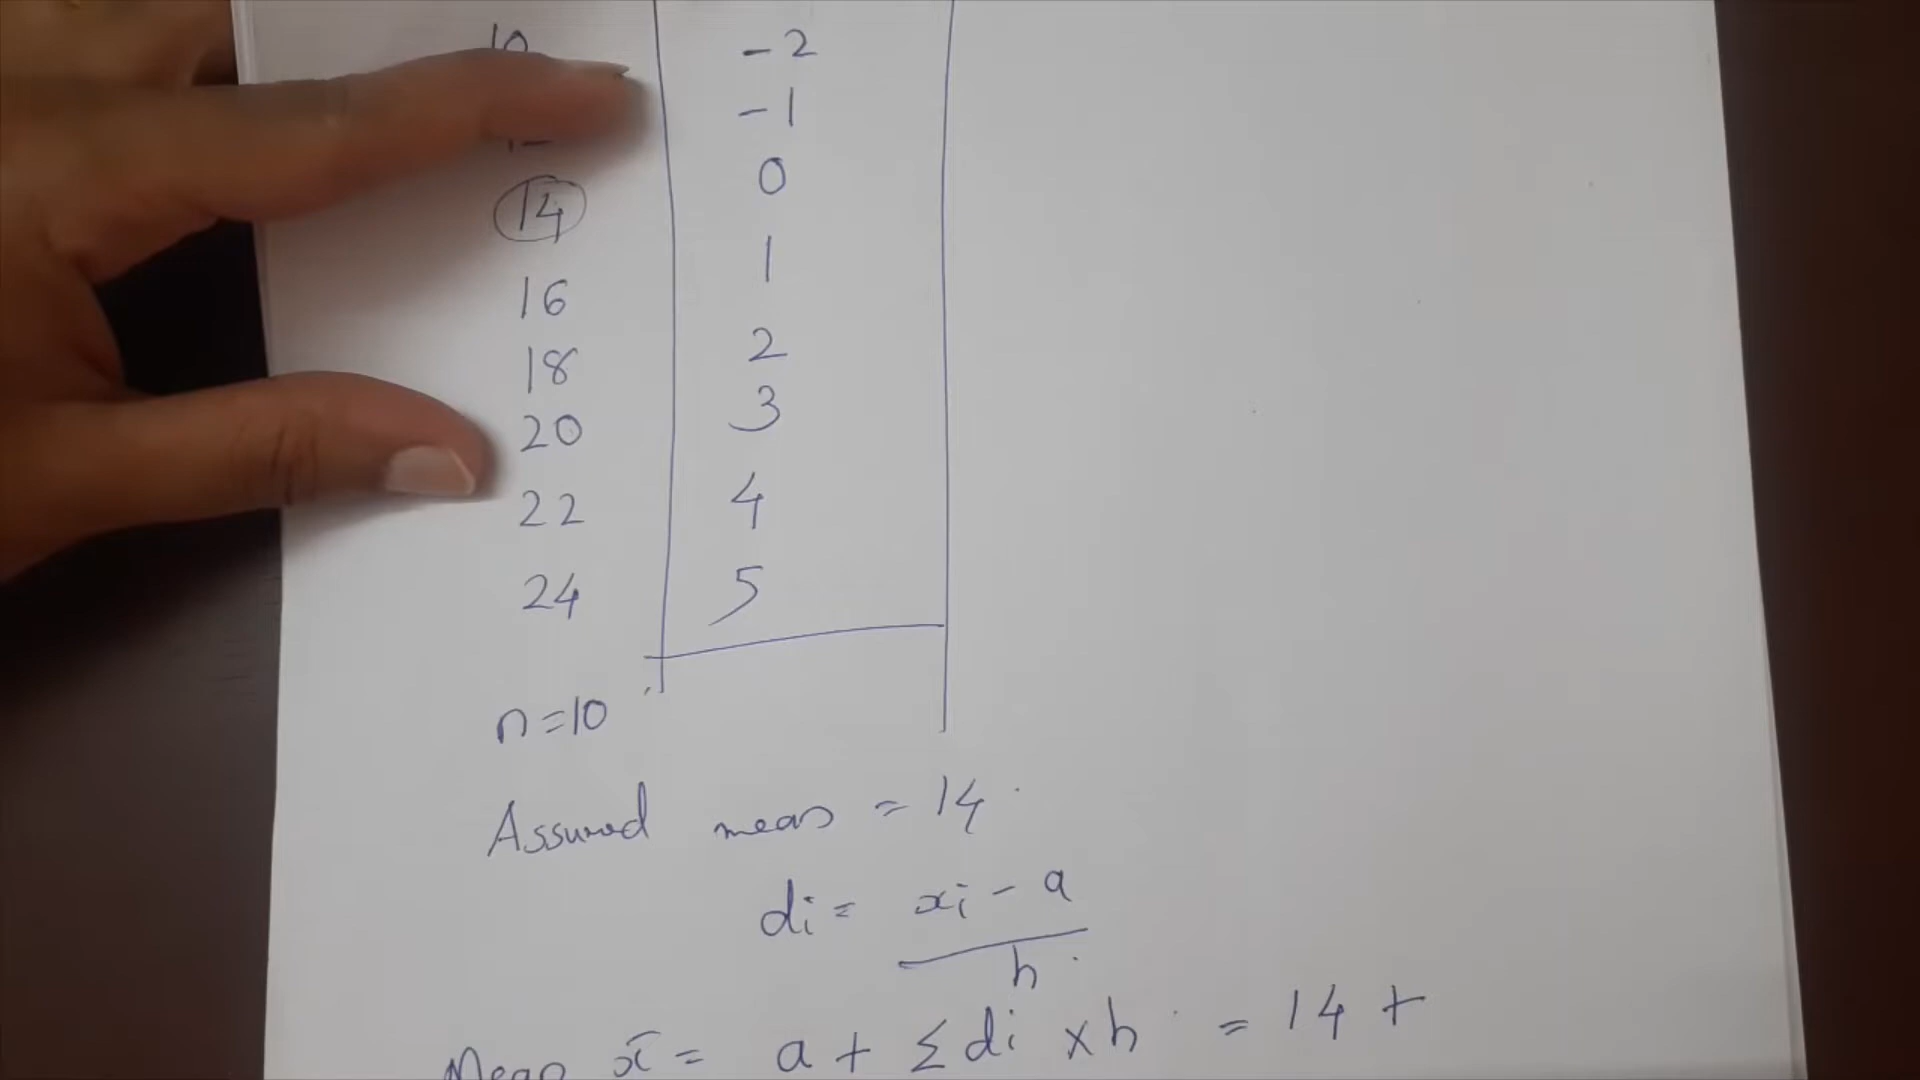 10 -2
-1
0
14
1
16
2
18
3
20
4
22
5
24
n=10
Assumed mean = 14
di = xi - a
h
Mean x̄ = a + Σdi × h = 14 +